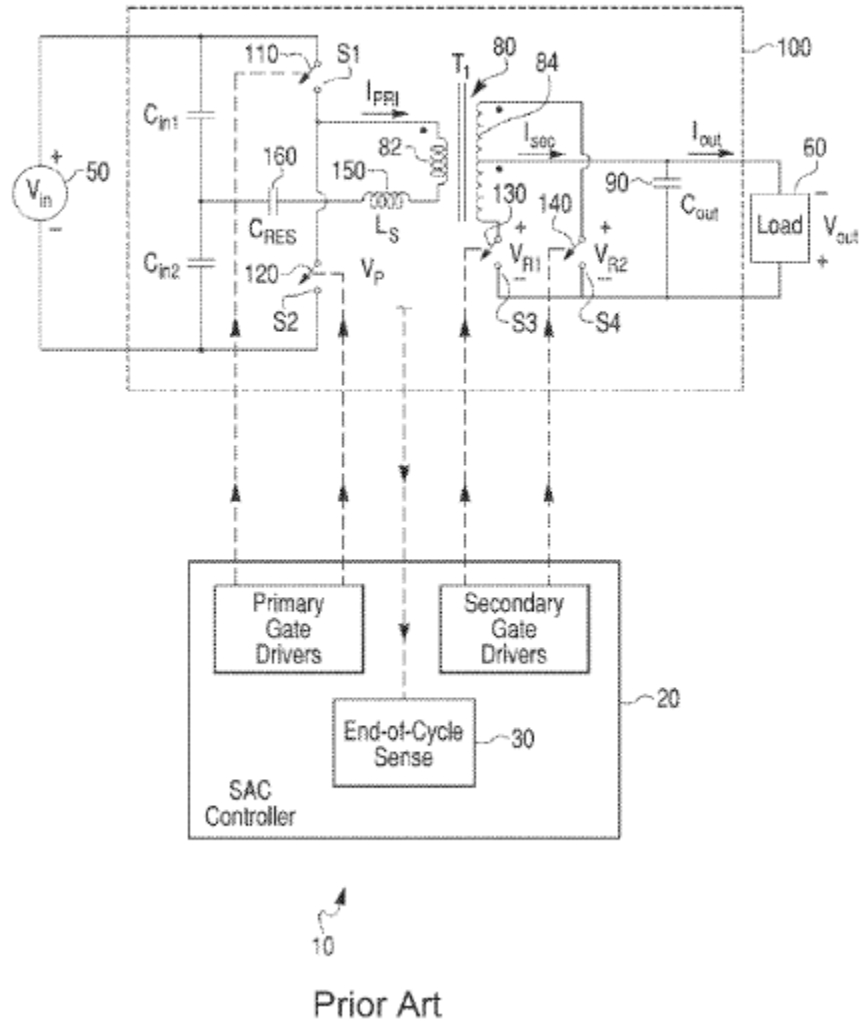 100
110
S1
T1
80
84
IPRI
Cin1
82
Isec
Iout
60
160
150
+
50
Vin
−
CRES
LS
130
140
90
Cout
Load
−
Vout
+
Cin2
120
VP
+
VR1
−
+
VR2
−
S2
S3
S4
Primary
Gate
Drivers
Secondary
Gate
Drivers
20
End-of-Cycle
Sense
30
SAC
Controller
10
Prior Art